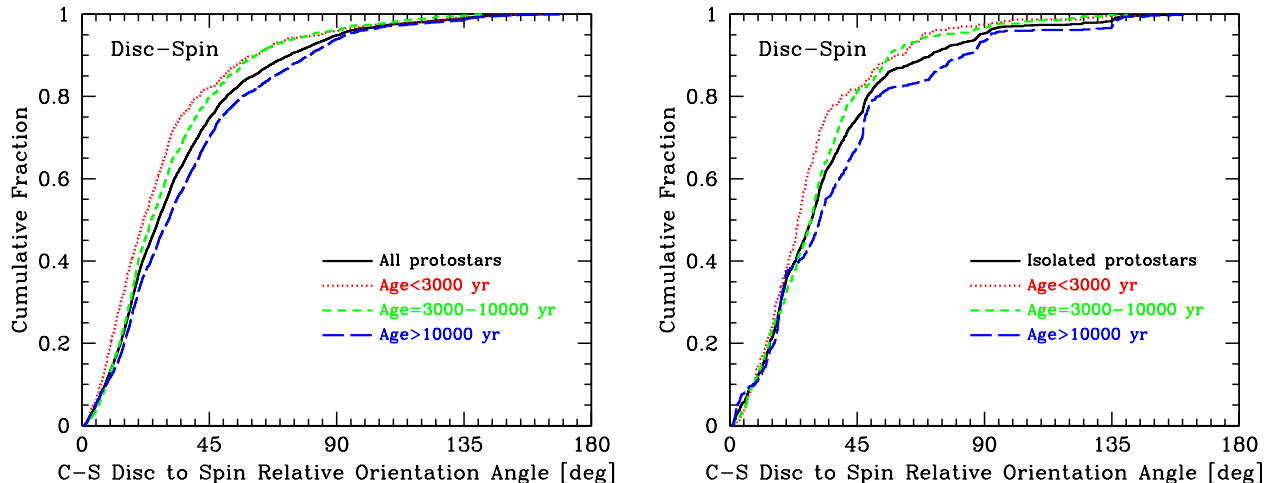 Disc-Spin
Cumulative Fraction
1
0.8
0.6
0.4
0.2
0
All protostars
Age<3000 yr
Age=3000-10000 yr
Age>10000 yr
0 45 90 135 180
C-S Disc to Spin Relative Orientation Angle [deg]
Disc-Spin
Cumulative Fraction
1
0.8
0.6
0.4
0.2
0
Isolated protostars
Age<3000 yr
Age=3000-10000 yr
Age>10000 yr
0 45 90 135 180
C-S Disc to Spin Relative Orientation Angle [deg]